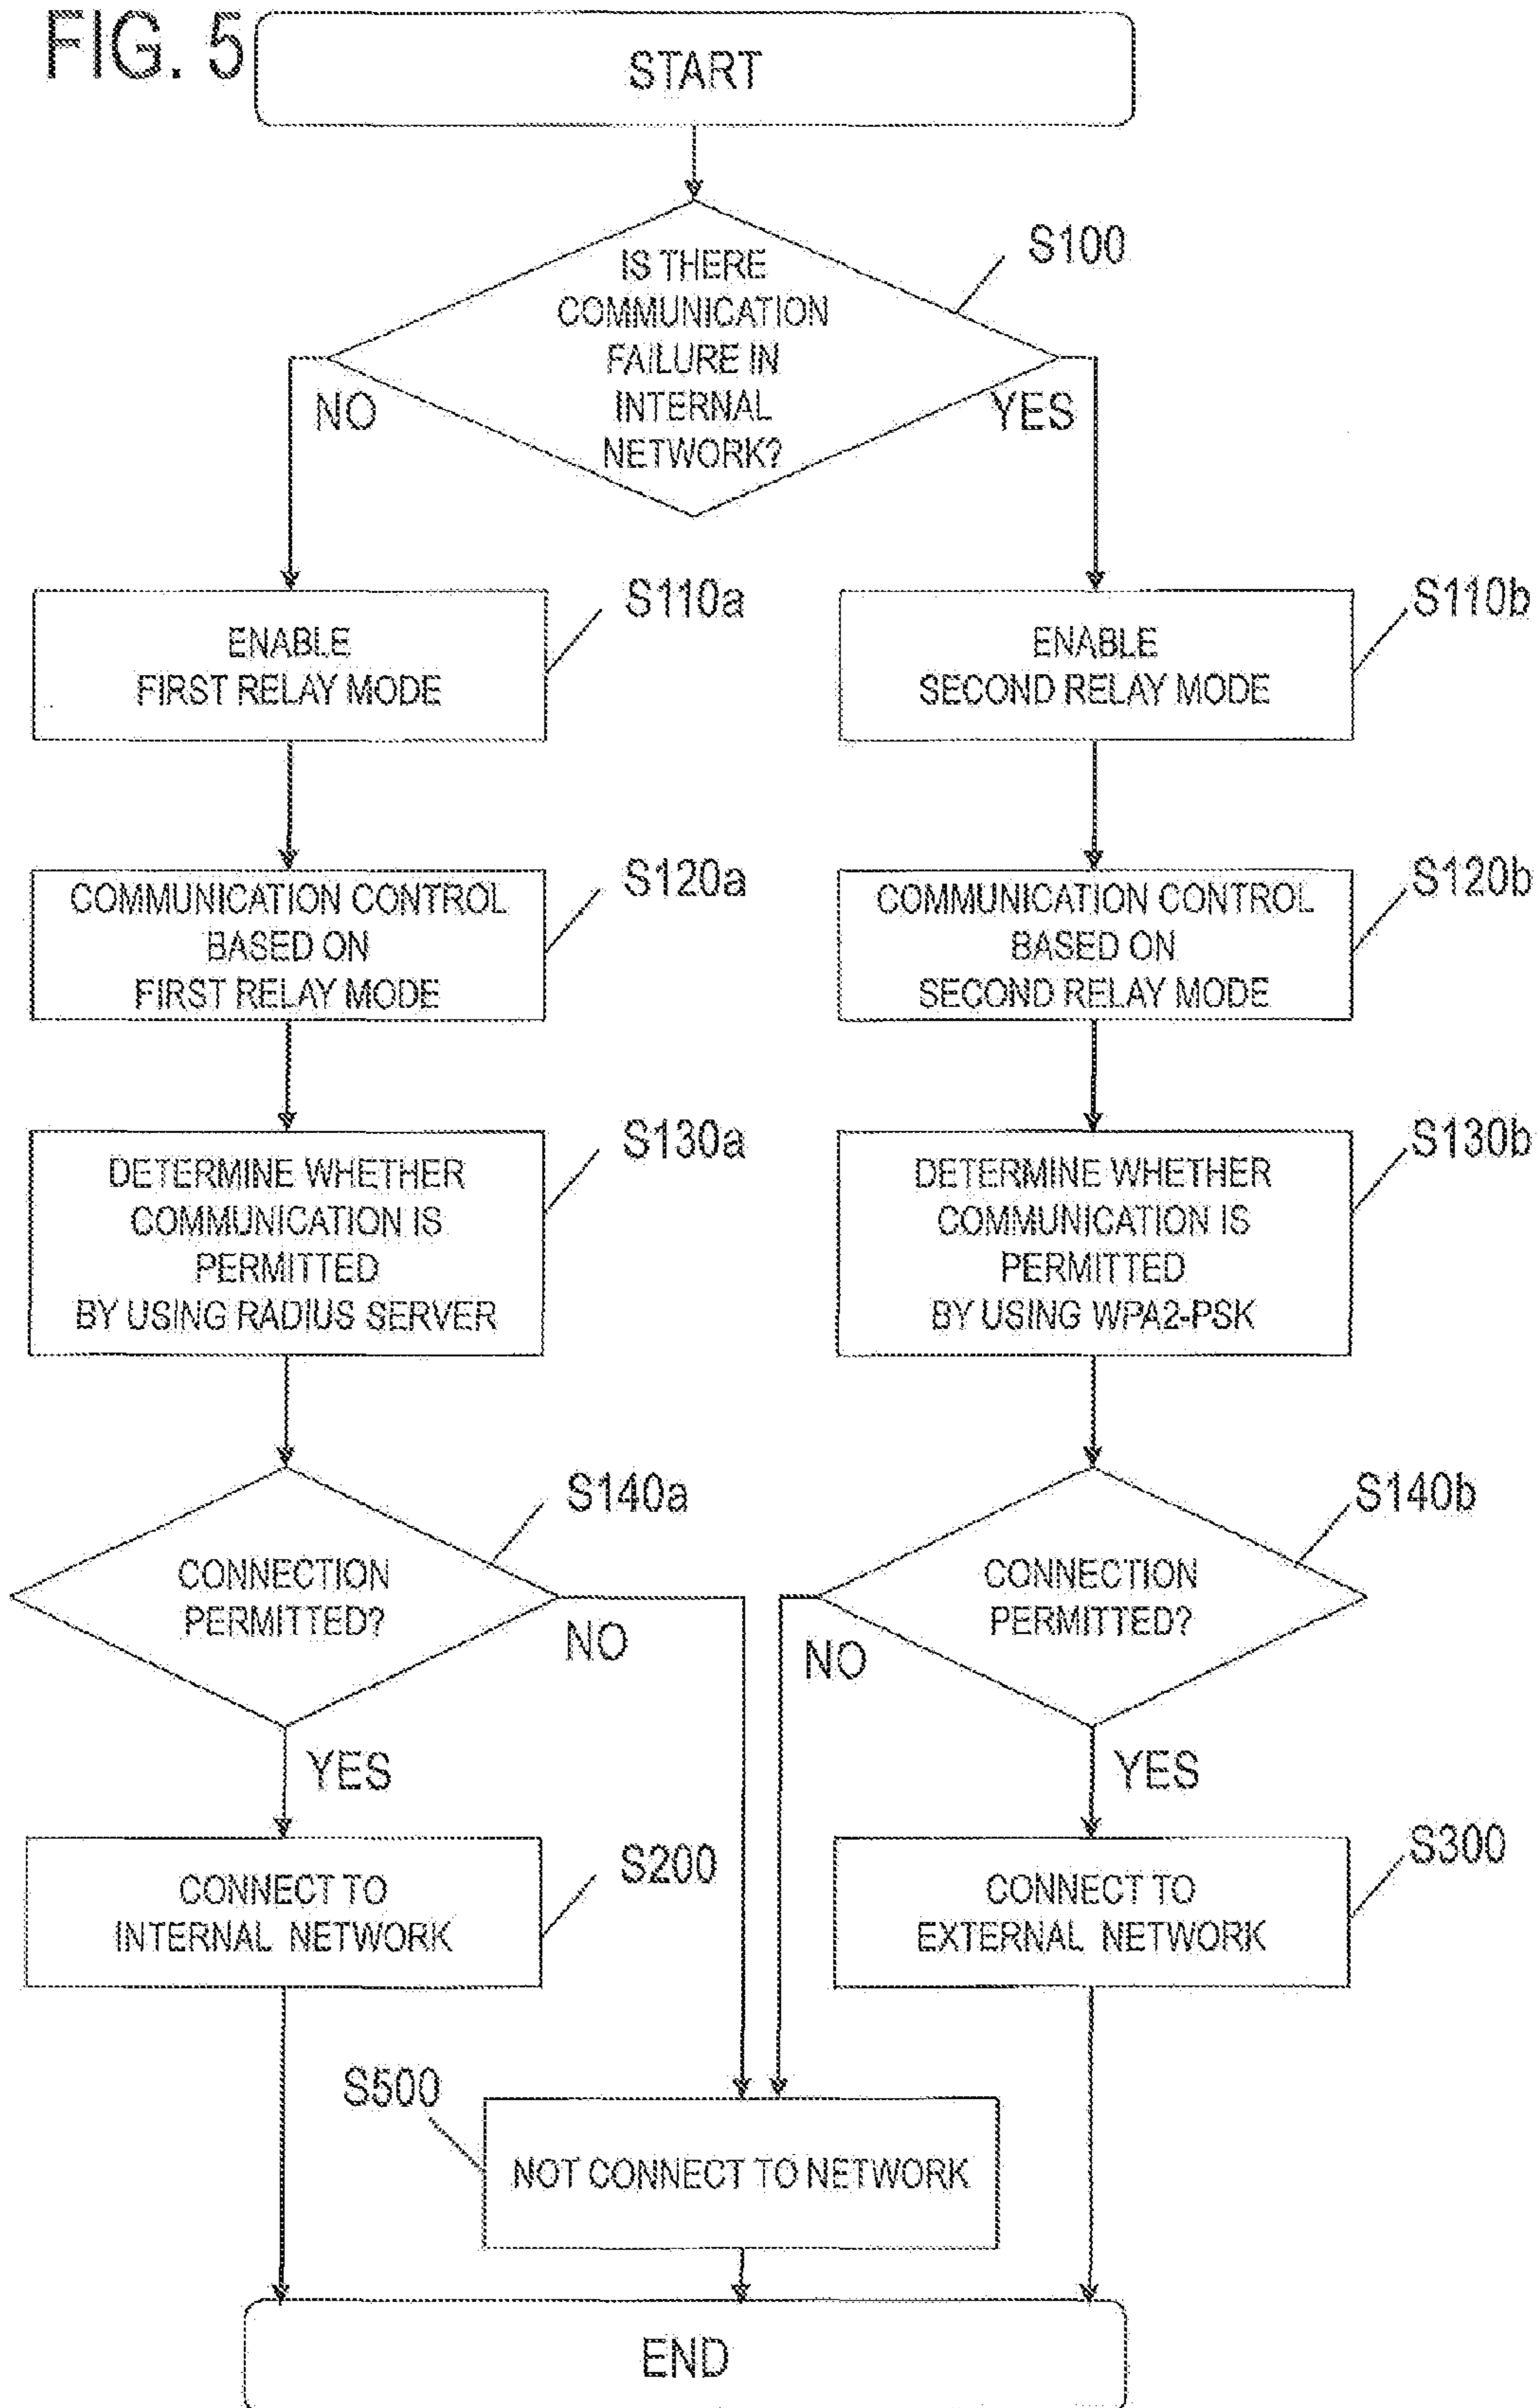 FIG. 5
START
IS THERE
COMMUNICATION
FAILURE IN
INTERNAL
NETWORK?
S100
NO
YES
ENABLE
FIRST RELAY MODE
S110a
ENABLE
SECOND RELAY MODE
S110b
COMMUNICATION CONTROL
BASED ON
FIRST RELAY MODE
S120a
COMMUNICATION CONTROL
BASED ON
SECOND RELAY MODE
S120b
DETERMINE WHETHER
COMMUNICATION IS
PERMITTED
BY USING RADIUS SERVER
S130a
DETERMINE WHETHER
COMMUNICATION IS
PERMITTED
BY USING WPA2-PSK
S130b
CONNECTION
PERMITTED?
S140a
NO
YES
CONNECTION
PERMITTED?
S140b
NO
YES
CONNECT TO
INTERNAL NETWORK
S200
CONNECT TO
EXTERNAL NETWORK
S300
S500
NOT CONNECT TO NETWORK
END